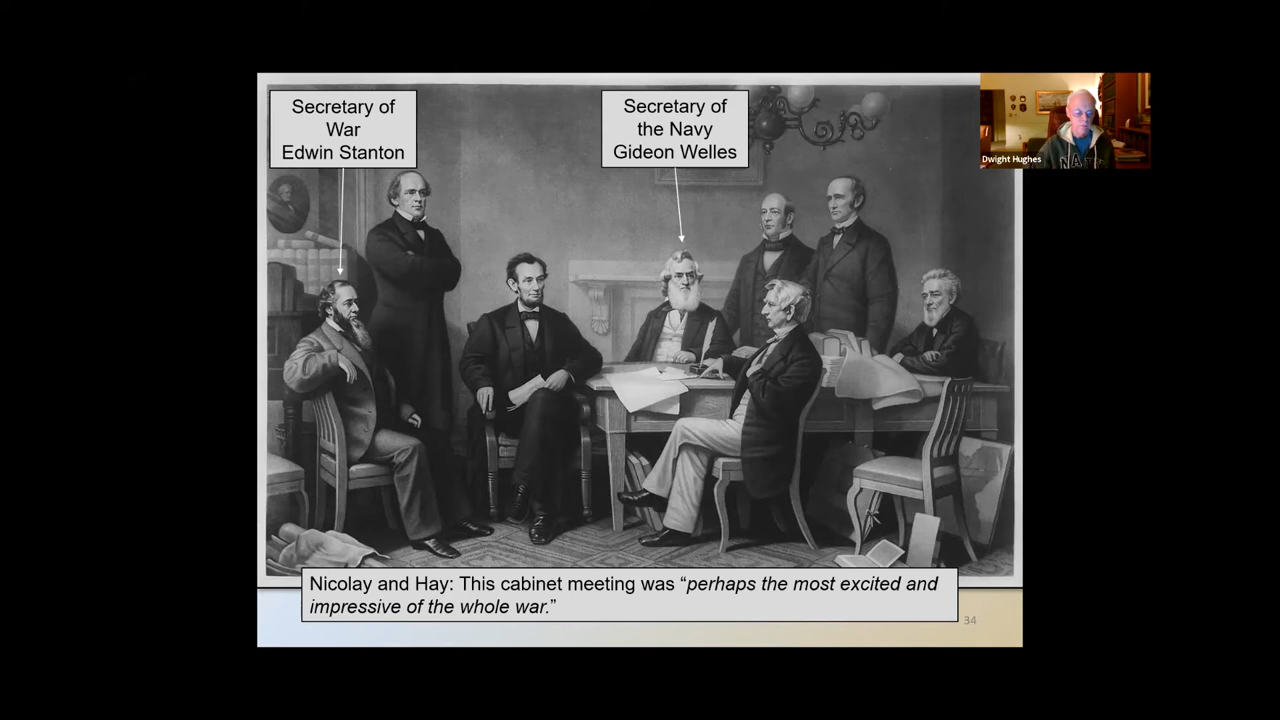 Secretary of
War
Edwin Stanton
Secretary of
the Navy
Gideon Welles
Dwight Hughes
NAVY
Nicolay and Hay: This cabinet meeting was “perhaps the most excited and
impressive of the whole war.”
34